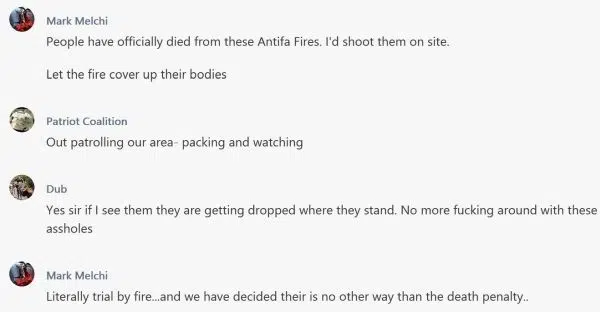 Mark Melchi
People have officially died from these Antifa Fires. I'd shoot them on site.
Let the fire cover up their bodies
Patriot Coalition
Out patrolling our area- packing and watching
Dub
Yes sir if I see them they are getting dropped where they stand. No more fucking around with these
assholes
Mark Melchi
Literally trial by fire...and we have decided their is no other way than the death penalty..